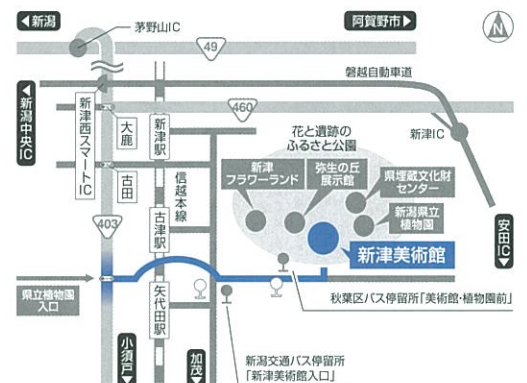 ◀新潟
茅野山IC
阿賀野市▶
N
49
磐越自動車道
◀新潟中央IC
新津西スマートIC
大鹿
新津駅
460
新津IC
花と遺跡の
ふるさと公園
古田
信越本線
新津
フラワーランド
弥生の丘
展示館
県埋蔵文化財
センター
新潟県立
植物園
403
古津駅
新津美術館
安田IC▶
県立植物園
入口
矢代田駅
秋葉区バス停留所「美術館・植物園前」
小須戸▶
加茂▶
新潟交通バス停留所
「新津美術館入口」